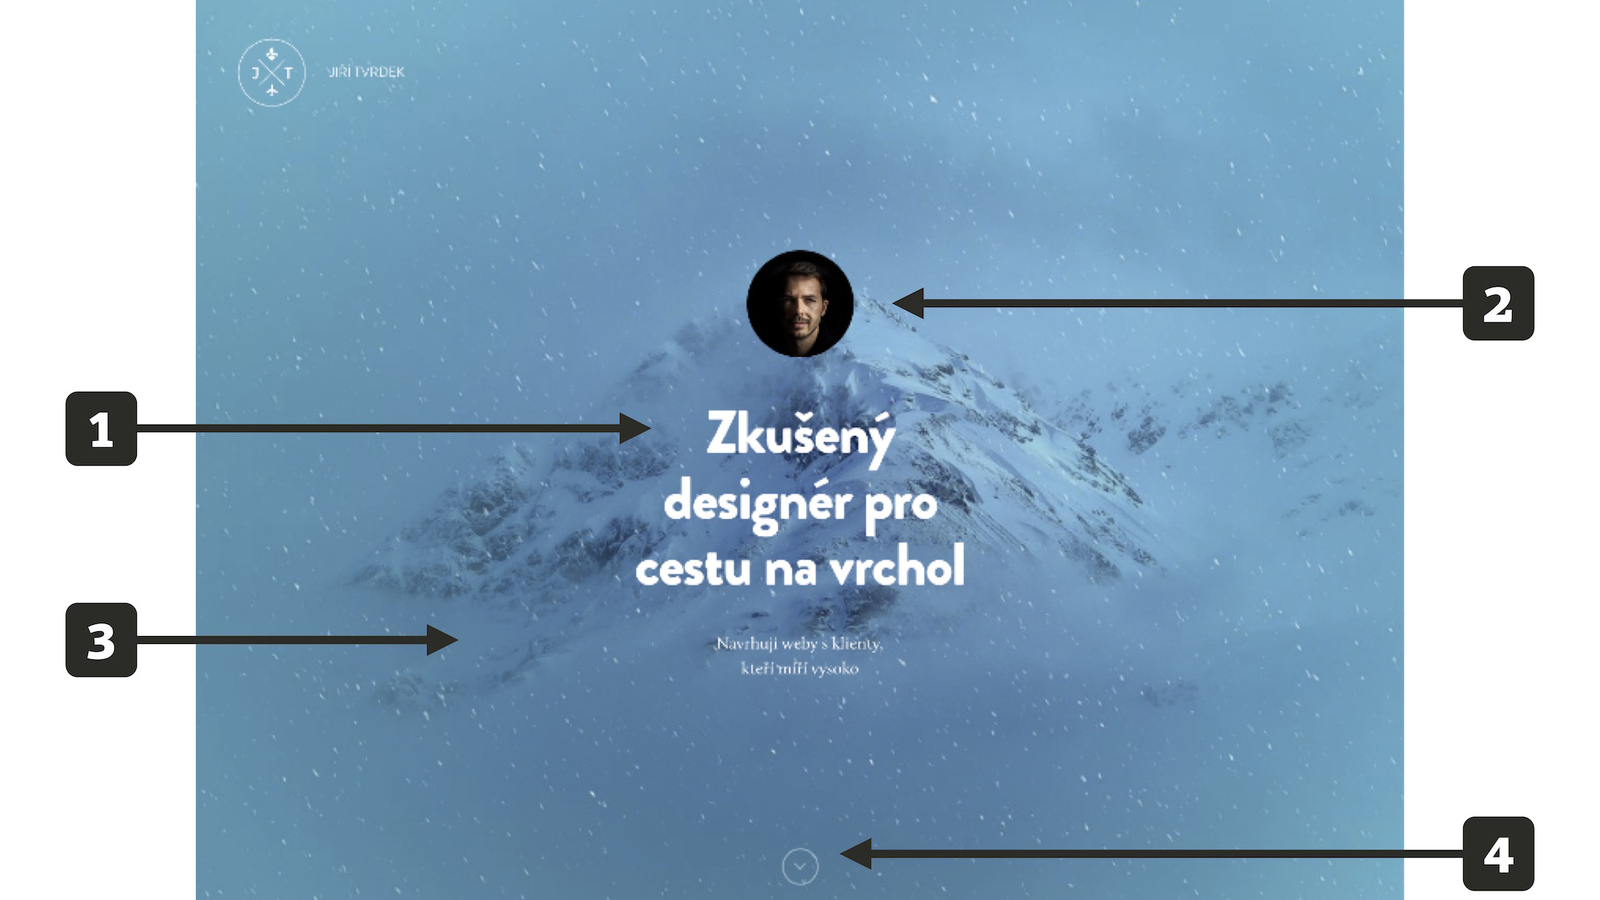 J T
JIŘÍ TVRDEK
2
1
Zkušený
designér pro
cestu na vrchol
3
Navrhuji weby s klienty,
kteří míří vysoko
4